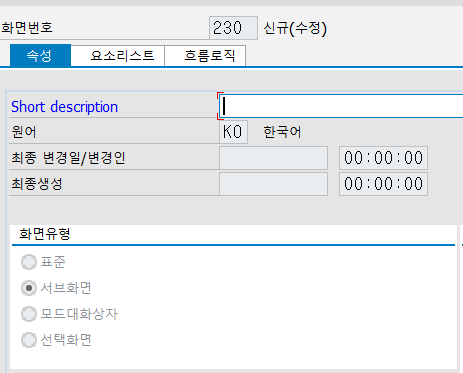 화면번호 230 신규(수정)
속성 요소리스트 흐름로직
Short description
원어 KO 한국어
최종 변경일/변경인 00:00:00
최종생성 00:00:00
화면유형
표준
서브화면
모드대화상자
선택화면